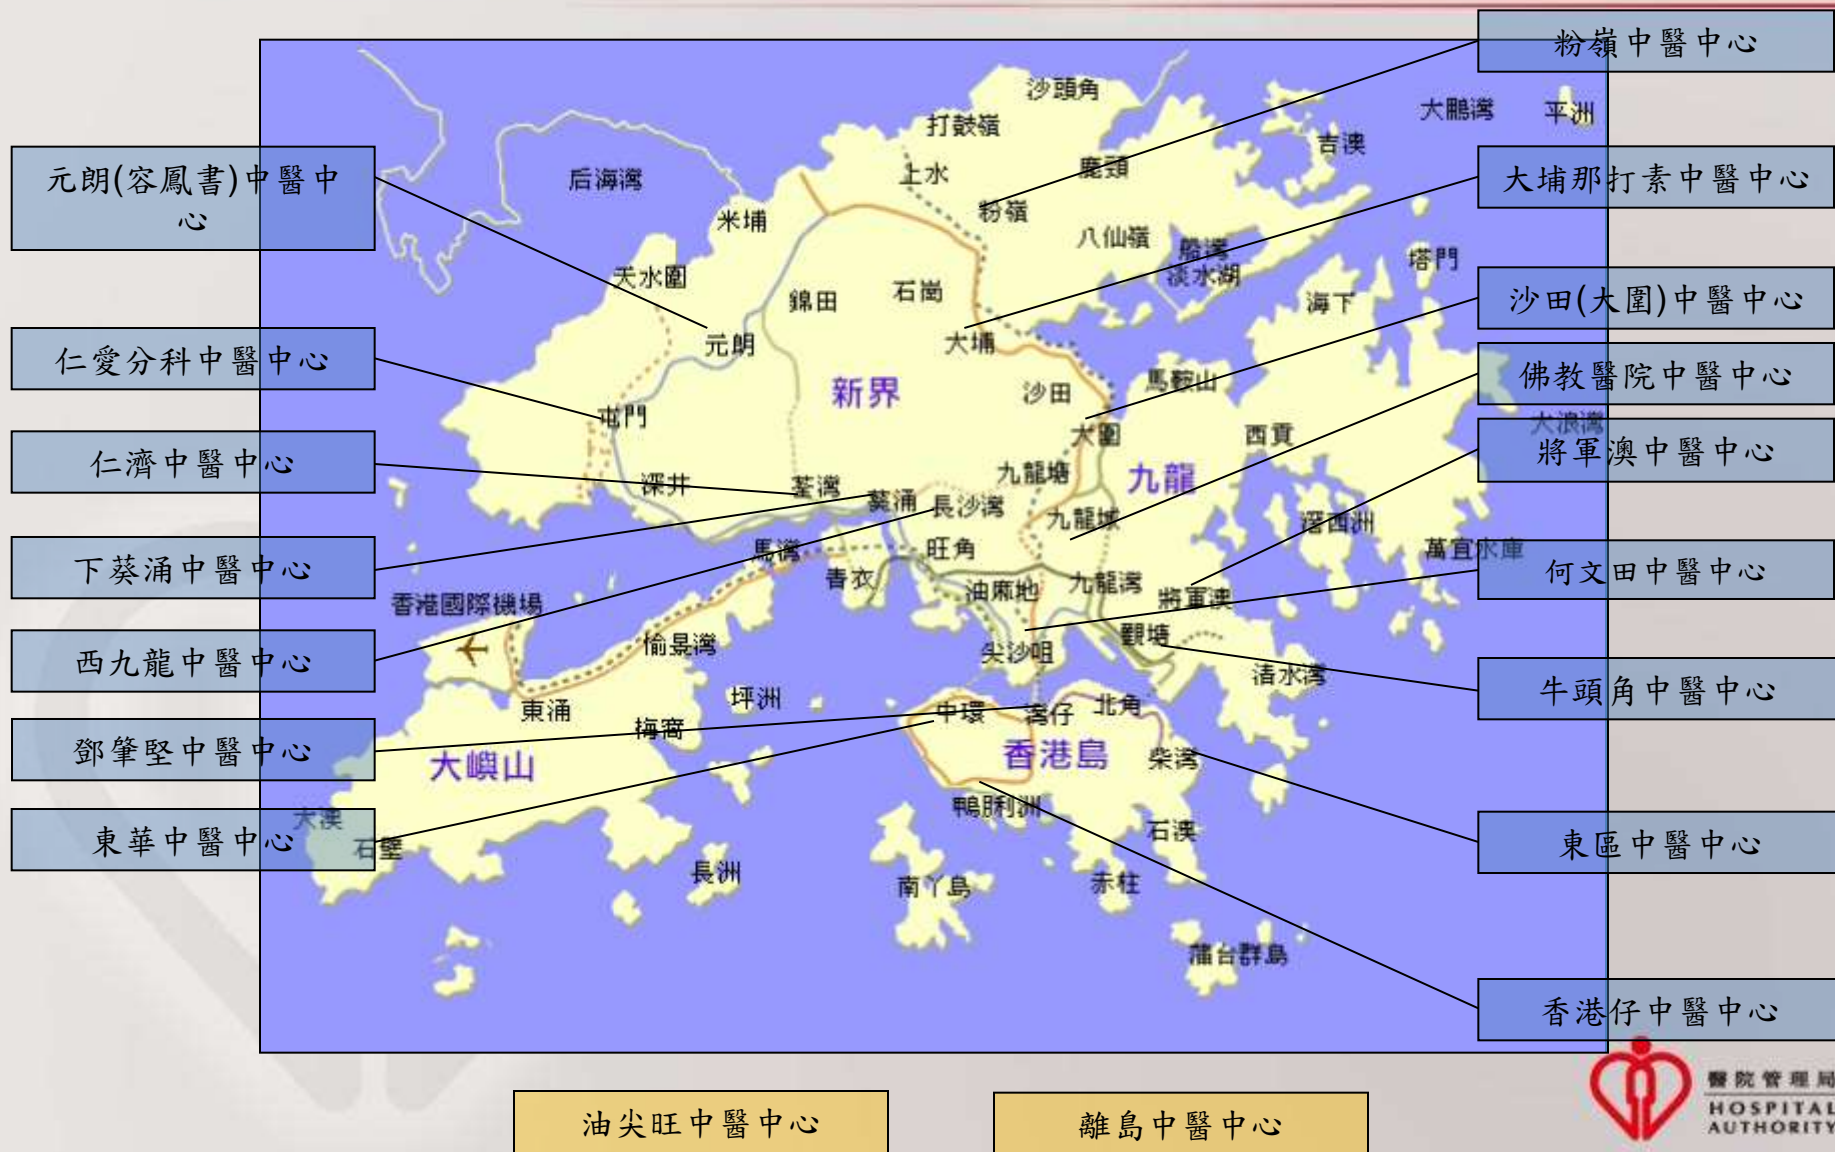 粉嶺中醫中心
大埔那打素中醫中心
沙田(大圍)中醫中心
佛教醫院中醫中心
將軍澳中醫中心
何文田中醫中心
牛頭角中醫中心
東區中醫中心
香港仔中醫中心
元朗(容鳳書)中醫中
心
仁愛分科中醫中心
仁濟中醫中心
下葵涌中醫中心
西九龍中醫中心
鄧肇堅中醫中心
東華中醫中心
沙頭角
打鼓嶺
大鵬灣
平洲
吉澳
上水
鹿頸
后海灣
米埔
粉嶺
八仙嶺
船灣
淡水湖
塔門
天水圍
錦田
石崗
海下
元朗
大埔
新界
沙田
馬鞍山
屯門
大圍
西貢
大浪灣
深井
荃灣
葵涌
長沙灣
九龍塘
九龍
九龍城
滘西洲
萬宜水庫
馬灣
旺角
青衣
油麻地
九龍灣
將軍澳
香港國際機場
愉景灣
尖沙咀
觀塘
清水灣
東涌
坪洲
梅窩
中環
灣仔
北角
大嶼山
香港島
柴灣
大澳
石壁
鴨脷洲
石澳
長洲
南丫島
赤柱
蒲台群島
油尖旺中醫中心
離島中醫中心
醫院管理局
HOSPITAL
AUTHORITY